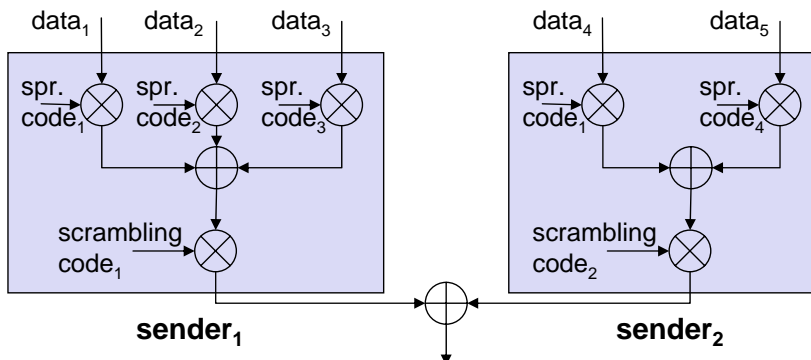 data₁ data₂ data₃ data₄ data₅
spr. spr. spr. spr. spr.
code₁ code₂ code₃ code₁ code₄
scrambling scrambling
code₁ code₂
sender₁ sender₂